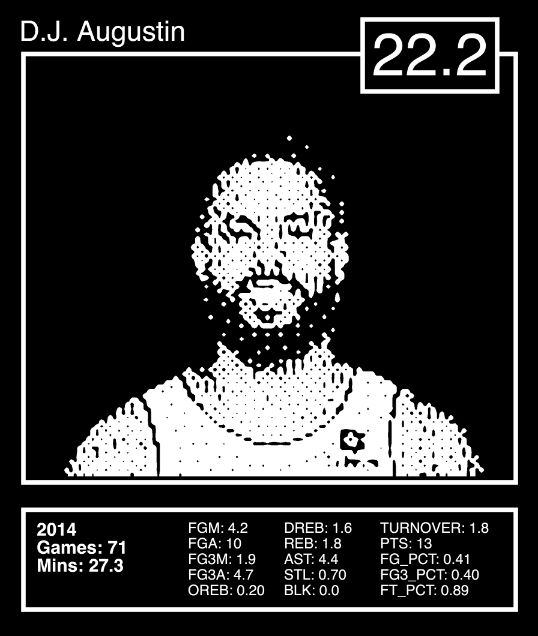 D.J. Augustin
22.2
2014
Games: 71
Mins: 27.3
FGM: 4.2
FGA: 10
FG3M: 1.9
FG3A: 4.7
OREB: 0.20
DREB: 1.6
REB: 1.8
AST: 4.4
STL: 0.70
BLK: 0.0
TURNOVER: 1.8
PTS: 13
FG_PCT: 0.41
FG3_PCT: 0.40
FT_PCT: 0.89